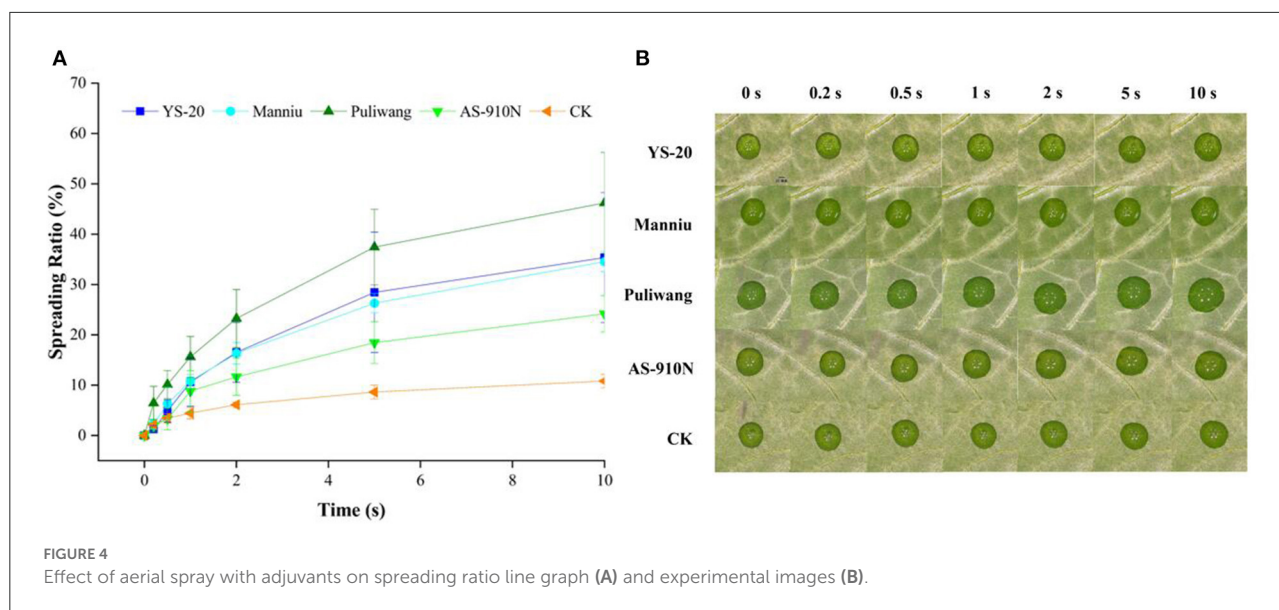 A
70
60
50
40
30
20
10
0
Spreading Ratio (%)
YS-20 Manniu Puliwang AS-910N CK
0 2 4 6 8 10
Time (s)
B
0 s 0.2 s 0.5 s 1 s 2 s 5 s 10 s
YS-20
Manniu
Puliwang
AS-910N
CK
FIGURE 4
Effect of aerial spray with adjuvants on spreading ratio line graph (A) and experimental images (B).